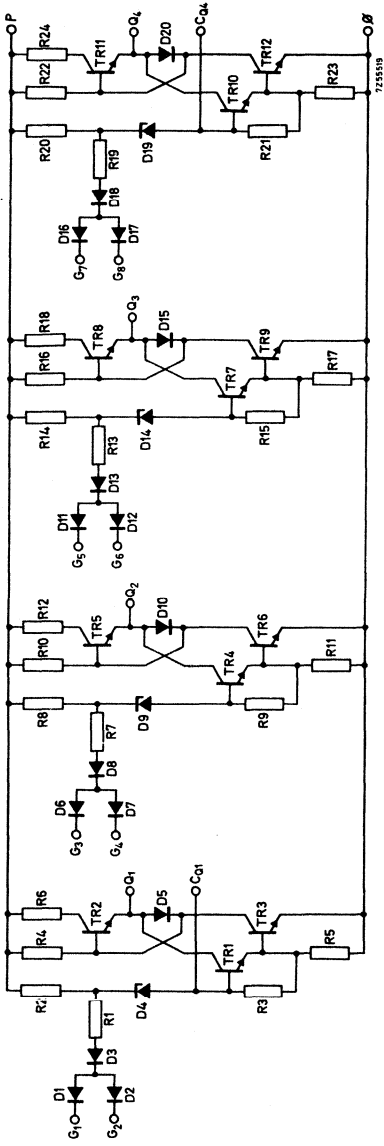 P
R24
TR11
Q4
D20
CQ4
TR12
Ø
R22
TR10
R23
7Z55519
R20
R19
D19
R21
D18
D16
D17
G7
G8
R18
TR8
Q3
D15
TR9
R16
TR7
R17
R14
R13
D14
R15
D13
D11
D12
G5
G6
R12
TR5
Q2
D10
TR6
R10
TR4
R11
R8
R7
D9
R9
D8
D6
D7
G3
G4
R6
TR2
Q1
D5
CQ1
TR3
R4
TR1
R5
R2
R1
D4
R3
D3
D1
D2
G1
G2